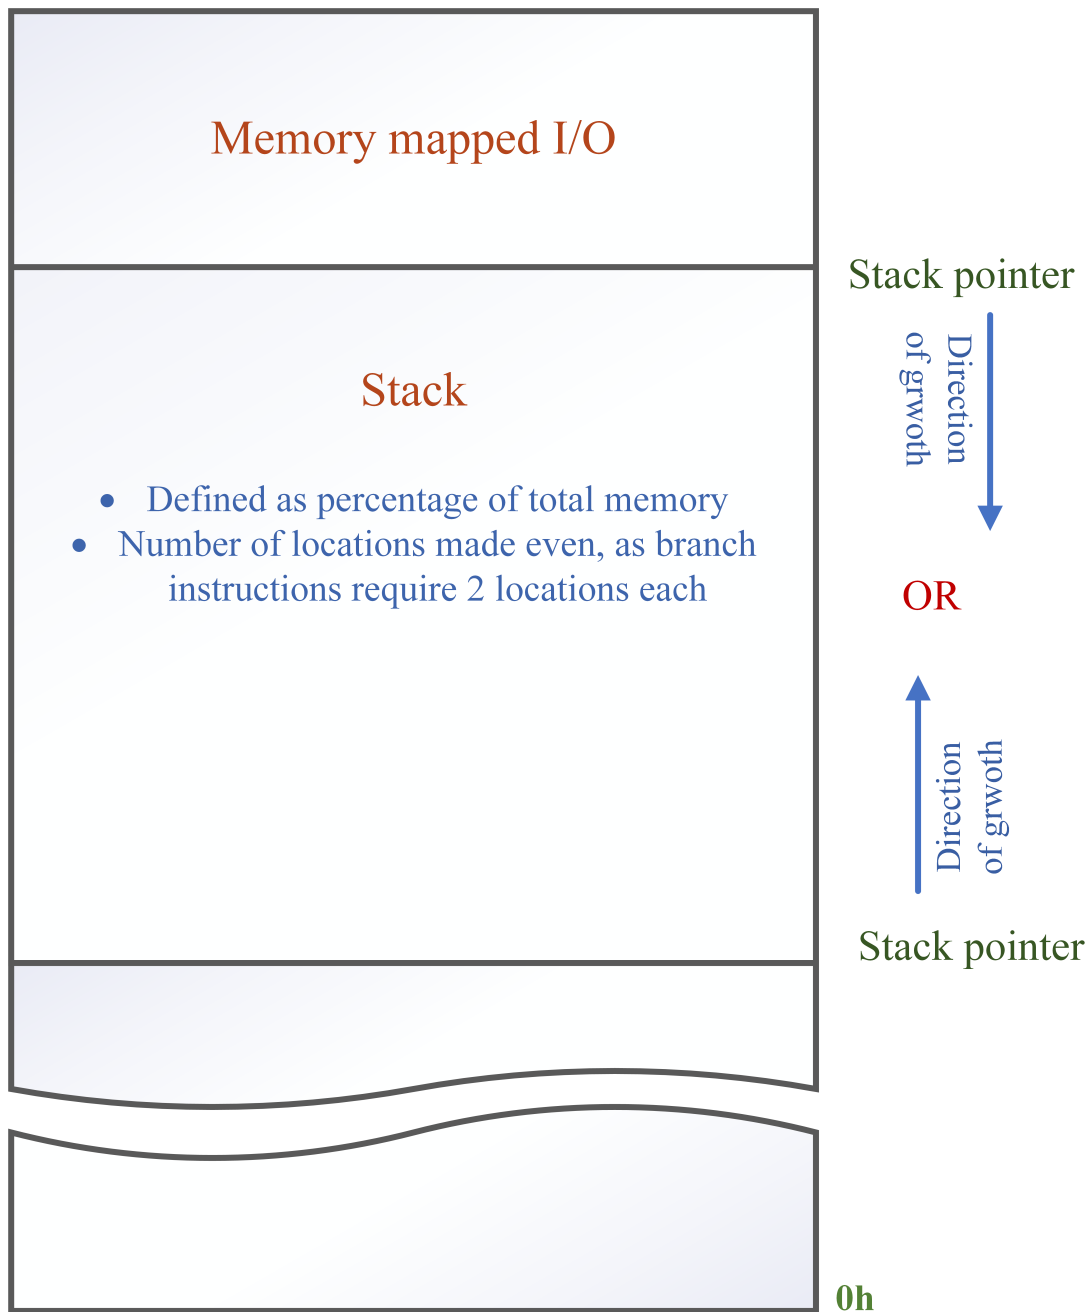 Memory mapped I/O
Stack pointer
Direction
of grwoth
Stack
• Defined as percentage of total memory
• Number of locations made even, as branch
instructions require 2 locations each
OR
Direction
of grwoth
Stack pointer
0h